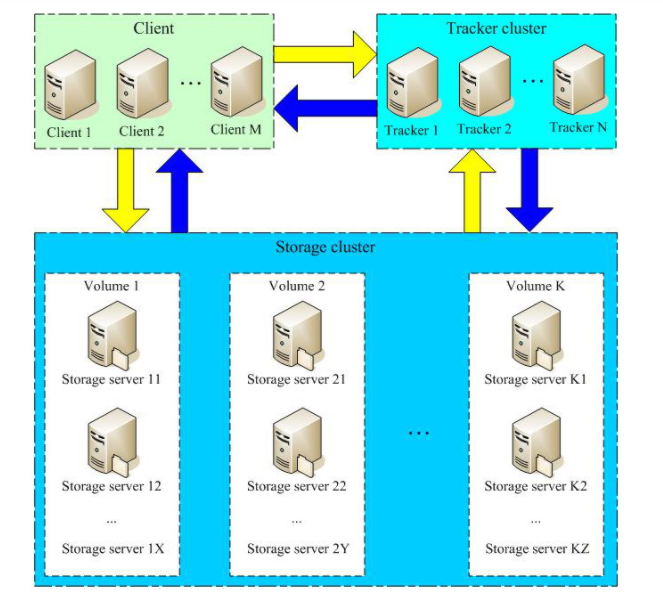 Client
Tracker cluster
...
...
Client 1
Client 2
Client M
Tracker 1
Tracker 2
Tracker N
Storage cluster
Volume 1
Volume 2
Volume K
Storage server 11
Storage server 21
Storage server K1
...
Storage server 12
Storage server 22
Storage server K2
...
...
...
Storage server 1X
Storage server 2Y
Storage server KZ